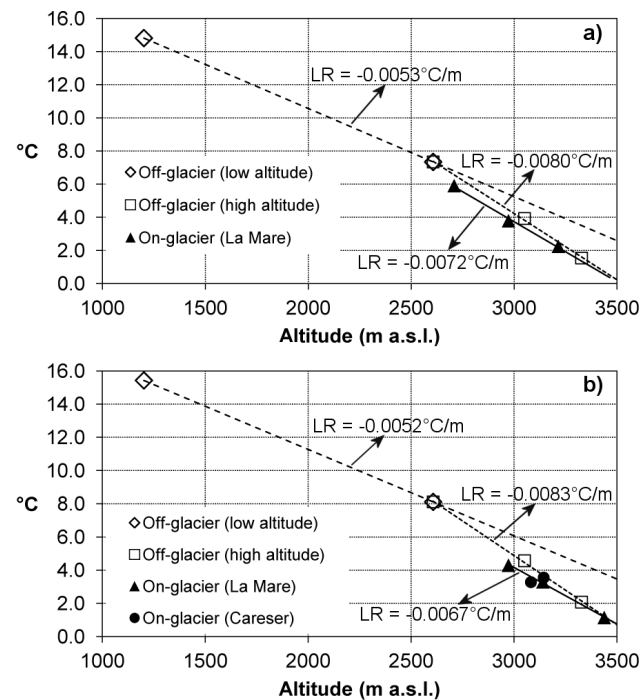 16.0
a)
14.0
12.0
LR = -0.0053°C/m
10.0
°C
8.0
LR = -0.0080°C/m
6.0
Off-glacier (low altitude)
4.0
Off-glacier (high altitude)
2.0
On-glacier (La Mare)
LR = -0.0072°C/m
0.0
1000 1500 2000 2500 3000 3500
Altitude (m a.s.l.)
16.0
b)
14.0
12.0
LR = -0.0052°C/m
10.0
°C
8.0
LR = -0.0083°C/m
6.0
Off-glacier (low altitude)
4.0
Off-glacier (high altitude)
2.0
On-glacier (La Mare)
On-glacier (Careser)
LR = -0.0067°C/m
0.0
1000 1500 2000 2500 3000 3500
Altitude (m a.s.l.)